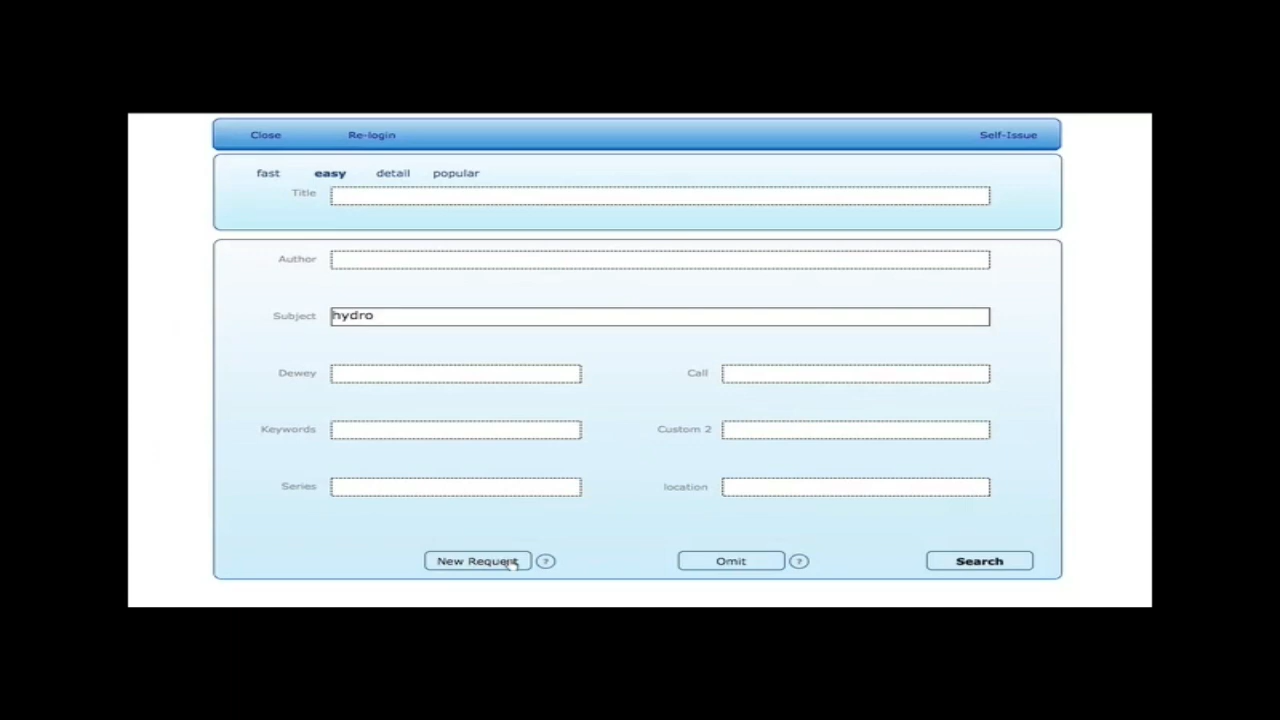 Close Re-login Self-Issue
fast easy detail popular
Title
Author
Subject hydro
Dewey Call
Keywords Custom 2
Series location
New Request ? Omit ? Search